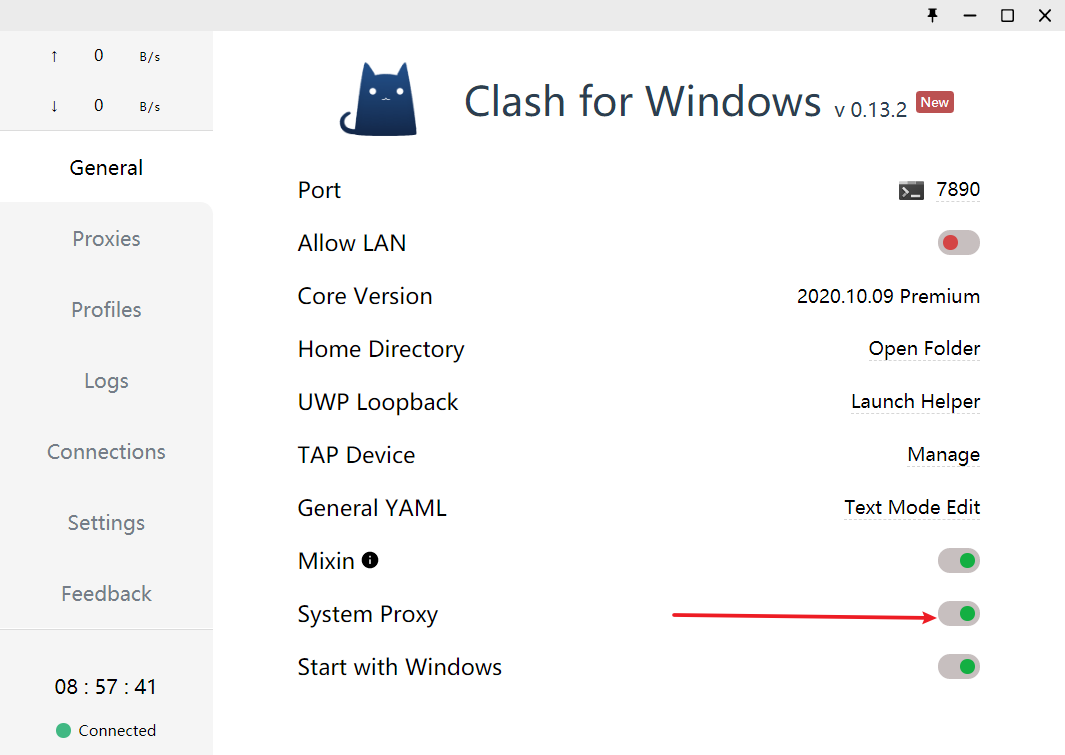 ↑ 0 B/s
↓ 0 B/s
General
Proxies
Profiles
Logs
Connections
Settings
Feedback
08 : 57 : 41
Connected
Clash for Windows v 0.13.2 New
Port 7890
Allow LAN
Core Version 2020.10.09 Premium
Home Directory Open Folder
UWP Loopback Launch Helper
TAP Device Manage
General YAML Text Mode Edit
Mixin
System Proxy
Start with Windows